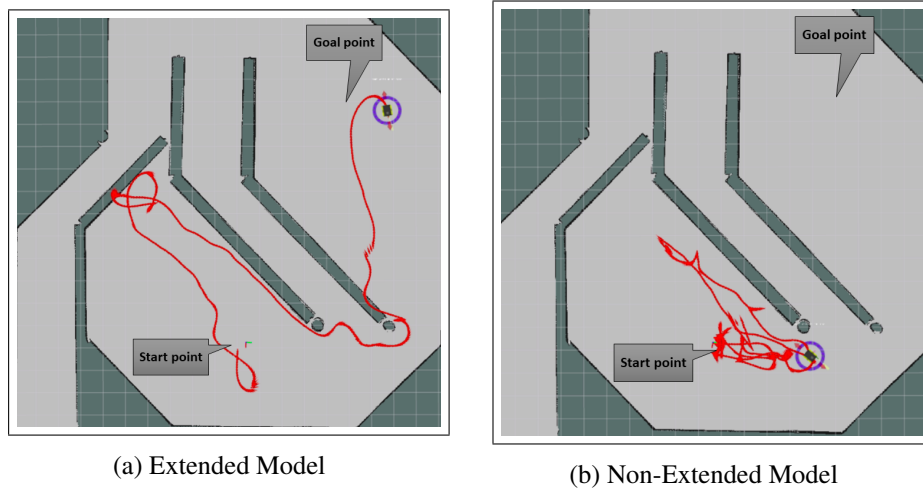 Goal point
Start point
(a) Extended Model
Goal point
Start point
(b) Non-Extended Model